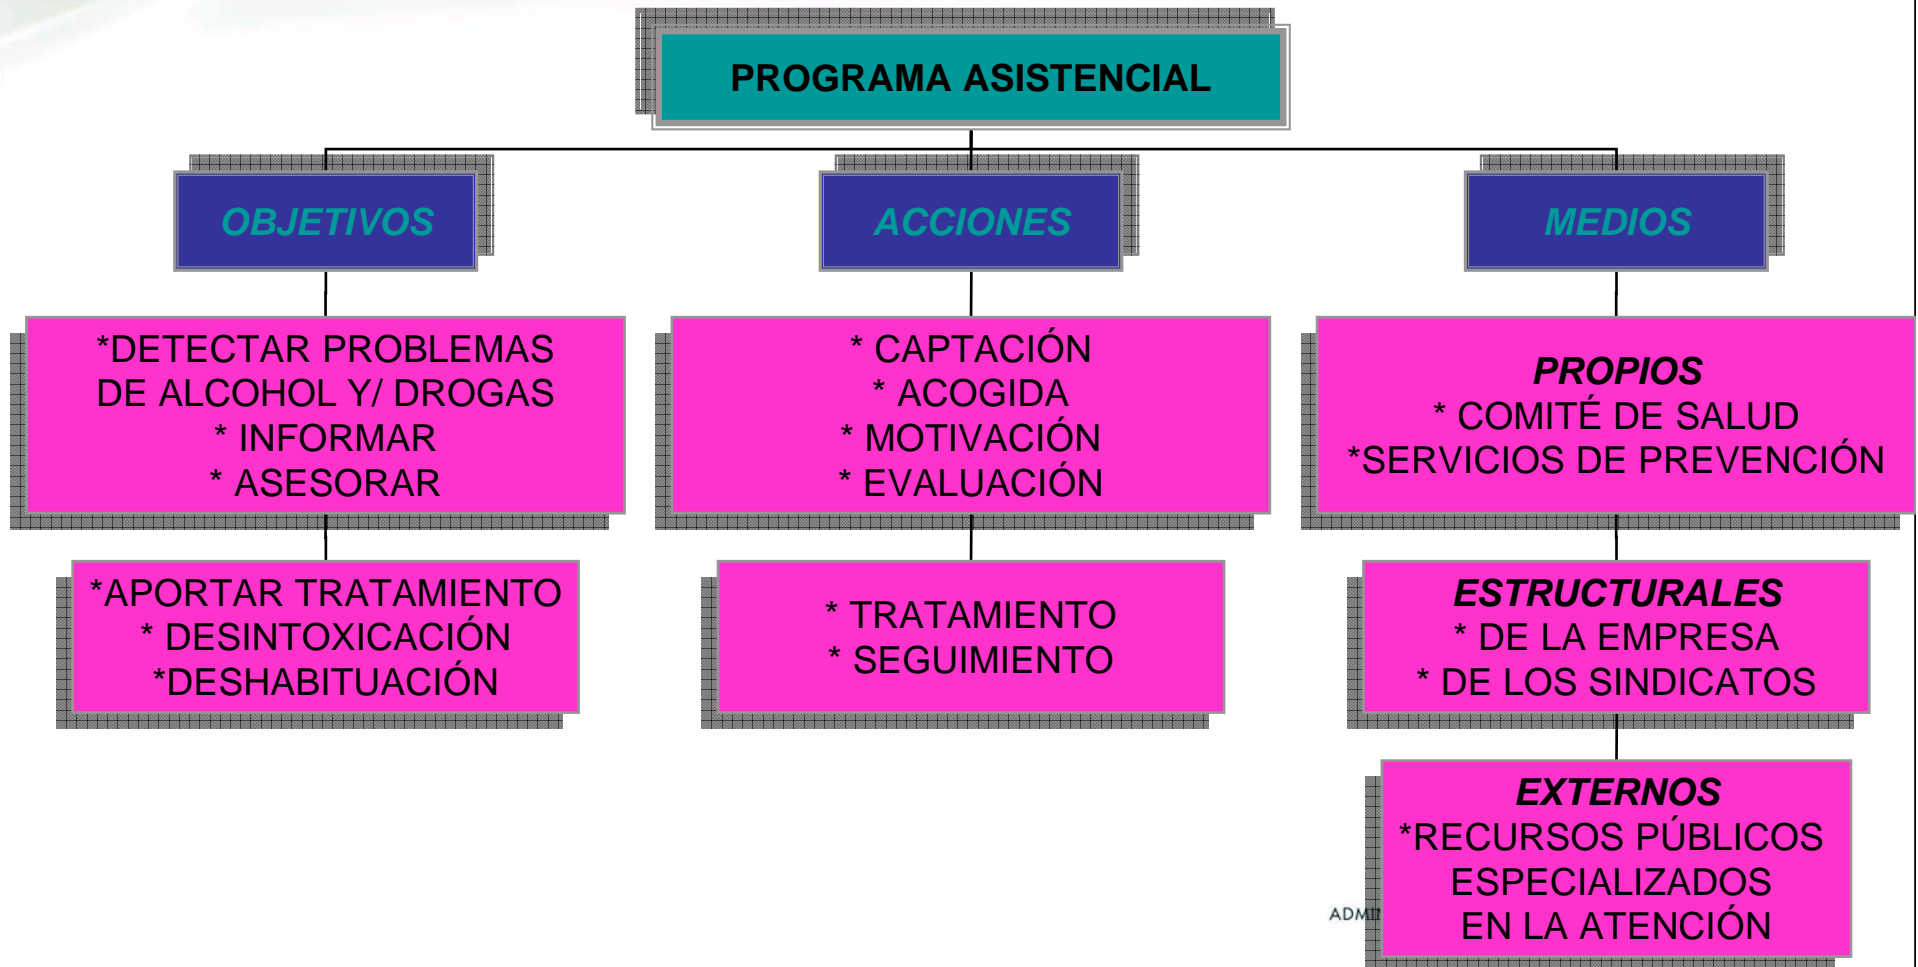 PROGRAMA ASISTENCIAL
OBJETIVOS
*DETECTAR PROBLEMAS
DE ALCOHOL Y/ DROGAS
* INFORMAR
* ASESORAR
*APORTAR TRATAMIENTO
* DESINTOXICACIÓN
*DESHABITUACIÓN
ACCIONES
* CAPTACIÓN
* ACOGIDA
* MOTIVACIÓN
* EVALUACIÓN
* TRATAMIENTO
* SEGUIMIENTO
MEDIOS
PROPIOS
* COMITÉ DE SALUD
*SERVICIOS DE PREVENCIÓN
ESTRUCTURALES
* DE LA EMPRESA
* DE LOS SINDICATOS
EXTERNOS
*RECURSOS PÚBLICOS
ESPECIALIZADOS
EN LA ATENCIÓN